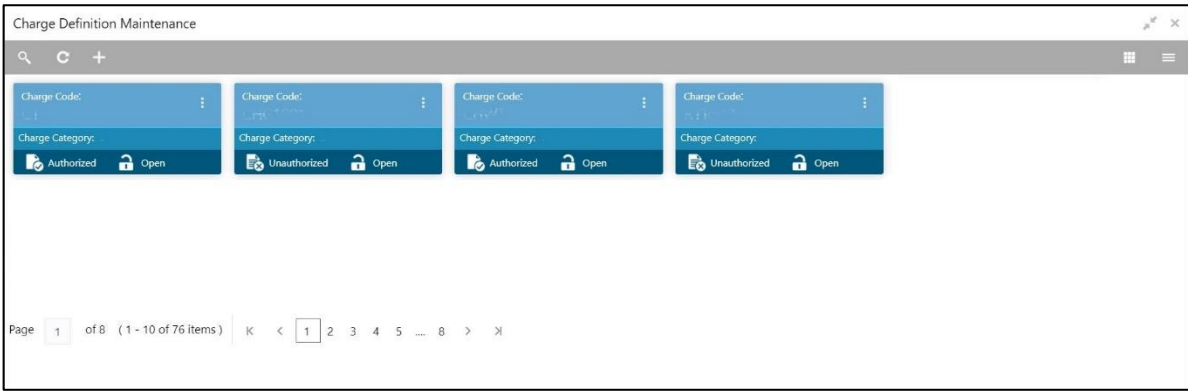 Charge Definition Maintenance
Charge Code: Charge Code: Charge Code: Charge Code:
Charge Category: Charge Category: Charge Category: Charge Category:
Authorized Open Unauthorized Open Authorized Open Unauthorized Open
Page 1 of 8 ( 1 - 10 of 76 items ) 1 2 3 4 5 .... 8